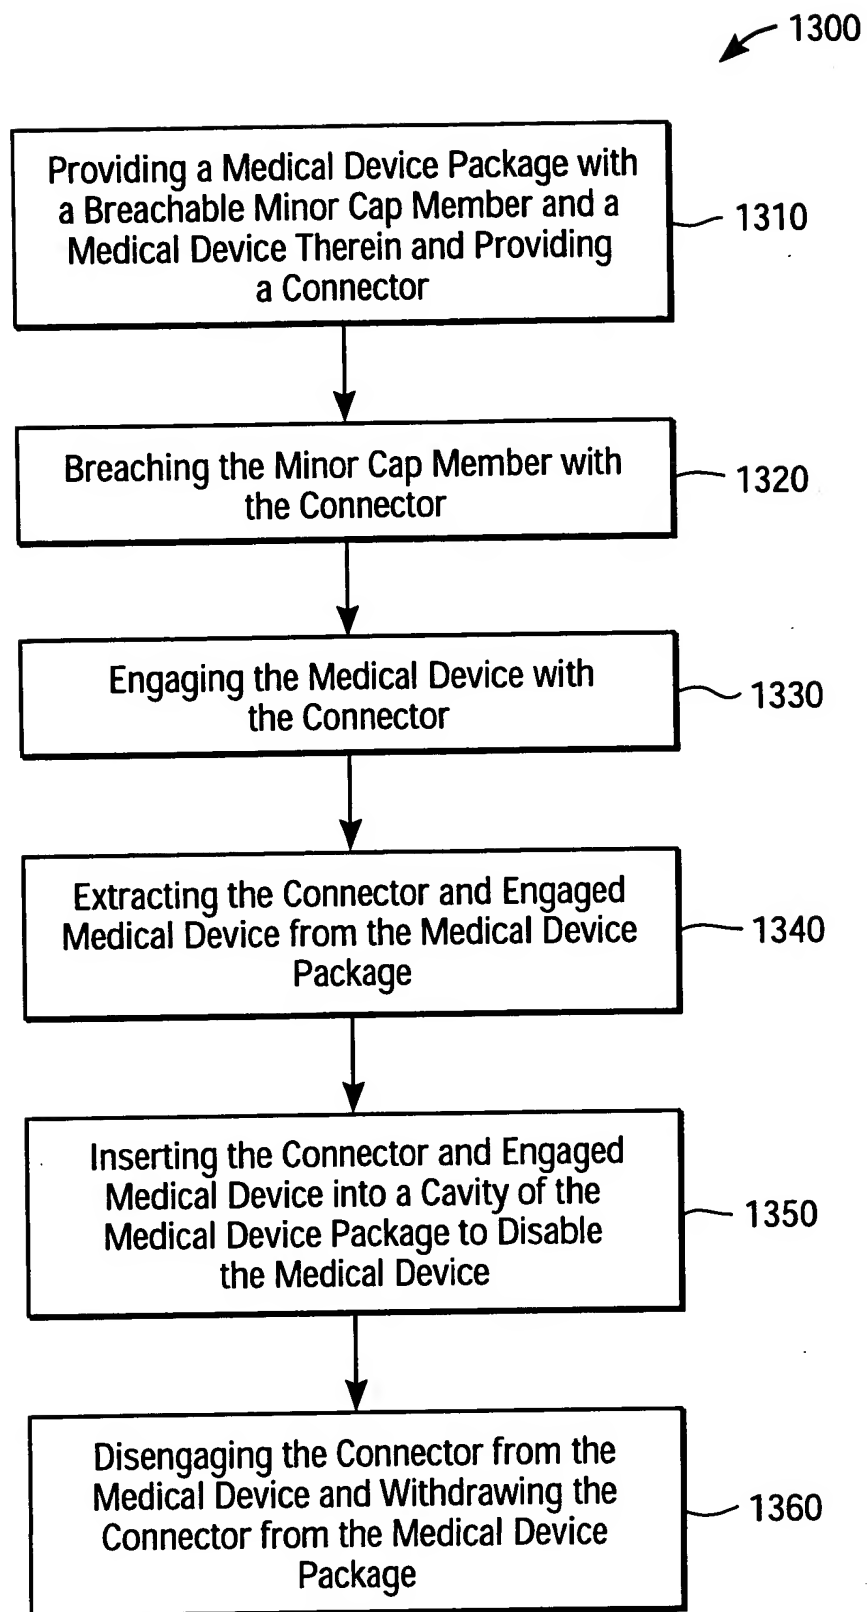 1300
Providing a Medical Device Package with
a Breachable Minor Cap Member and a
Medical Device Therein and Providing
a Connector
1310
Breaching the Minor Cap Member with
the Connector
1320
Engaging the Medical Device with
the Connector
1330
Extracting the Connector and Engaged
Medical Device from the Medical Device
Package
1340
Inserting the Connector and Engaged
Medical Device into a Cavity of the
Medical Device Package to Disable
the Medical Device
1350
Disengaging the Connector from the
Medical Device and Withdrawing the
Connector from the Medical Device
Package
1360